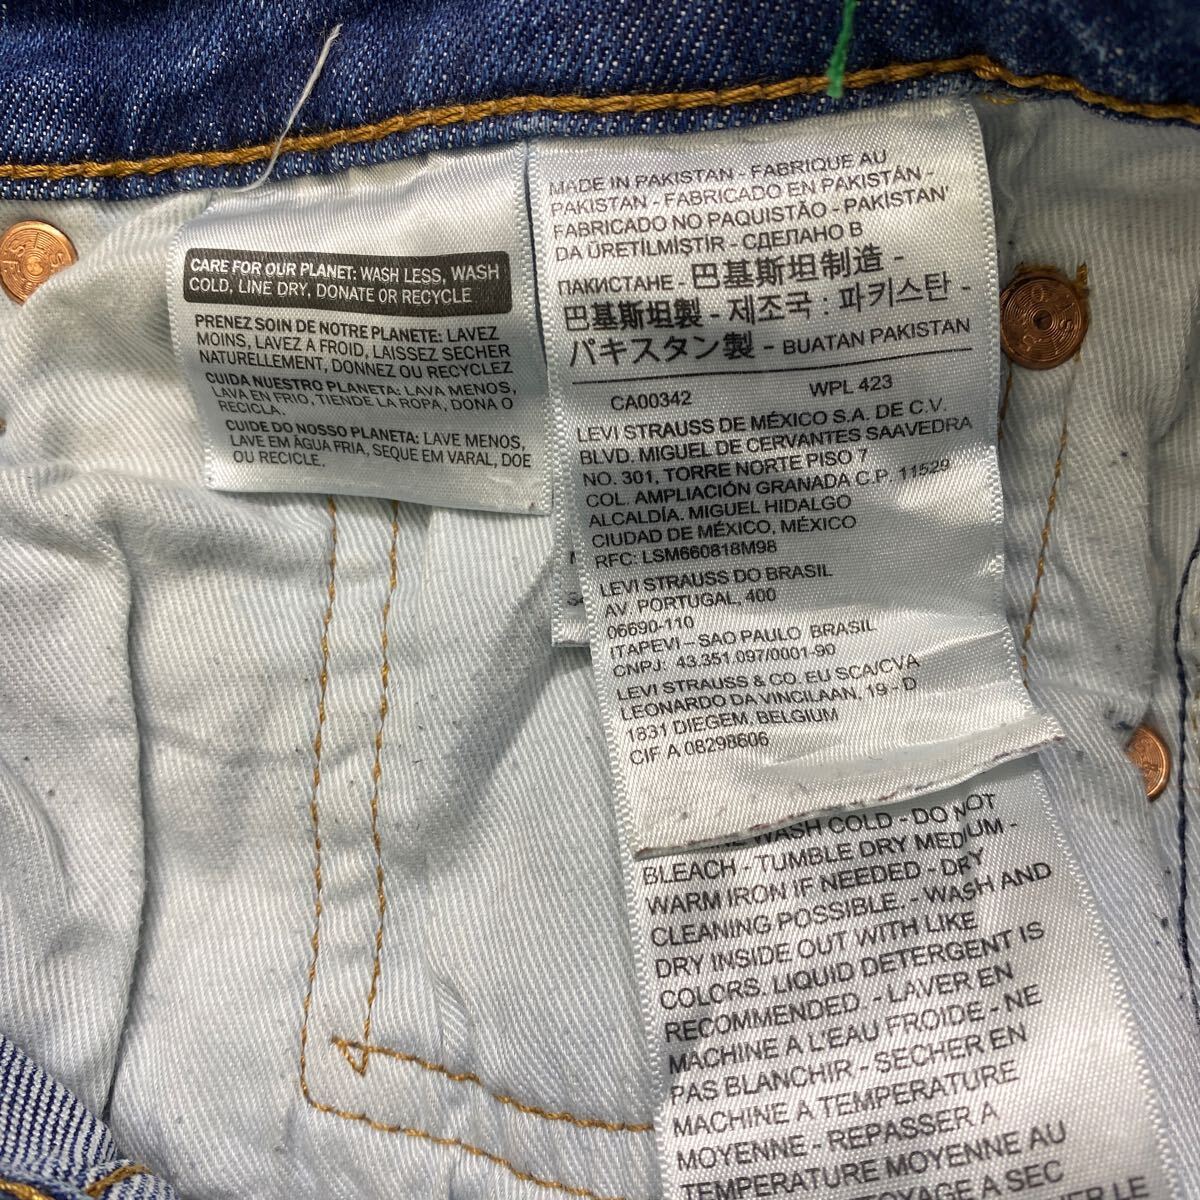 CARE FOR OUR PLANET: WASH LESS, WASH
COLD, LINE DRY, DONATE OR RECYCLE
PRENEZ SOIN DE NOTRE PLANETE: LAVEZ
MOINS, LAVEZ A FROID, LAISSEZ SECHER
NATURELLEMENT, DONNEZ OU RECYCLEZ
CUIDA NUESTRO PLANETA: LAVA MENOS,
LAVA EN FRIO, TIENDE LA ROPA, DONA O
RECICLA.
CUIDE DO NOSSO PLANETA: LAVE MENOS,
LAVE EM ÁGUA FRIA, SEQUE EM VARAL, DOE
OU RECICLE.
MADE IN PAKISTAN - FABRIQUE AU
PAKISTAN - FABRICADO EN PAKISTÁN -
FABRICADO NO PAQUISTÃO - PAKISTAN'
DA ÜRETİLMİŞTİR - СДЕЛАНО В
ПАКИСТАНЕ - 巴基斯坦制造 -
巴基斯坦製 - 제조국 : 파키스탄 -
パキスタン製 - BUATAN PAKISTAN
CA00342 WPL 423
LEVI STRAUSS DE MÉXICO S.A. DE C.V.
BLVD. MIGUEL DE CERVANTES SAAVEDRA
NO. 301, TORRE NORTE PISO 7
COL. AMPLIACIÓN GRANADA C.P. 11529
ALCALDÍA. MIGUEL HIDALGO
CIUDAD DE MÉXICO, MÉXICO
RFC: LSM660818M98
LEVI STRAUSS DO BRASIL
AV. PORTUGAL, 400
06690-110
ITAPEVI - SAO PAULO BRASIL
CNPJ: 43.351.097/0001-90
LEVI STRAUSS & CO. EU SCA/CVA
LEONARDO DA VINCILAAN, 19 - D
1831 DIEGEM, BELGIUM
CIF A 08298606
WASH COLD - DO NOT
BLEACH - TUMBLE DRY MEDIUM -
WARM IRON IF NEEDED - DRY
CLEANING POSSIBLE. - WASH AND
DRY INSIDE OUT WITH LIKE
COLORS. LIQUID DETERGENT IS
RECOMMENDED - LAVER EN
MACHINE A L'EAU FROIDE - NE
PAS BLANCHIR - SECHER EN
MACHINE A TEMPERATURE
MOYENNE - REPASSER A
TEMPERATURE MOYENNE AU
A SEC